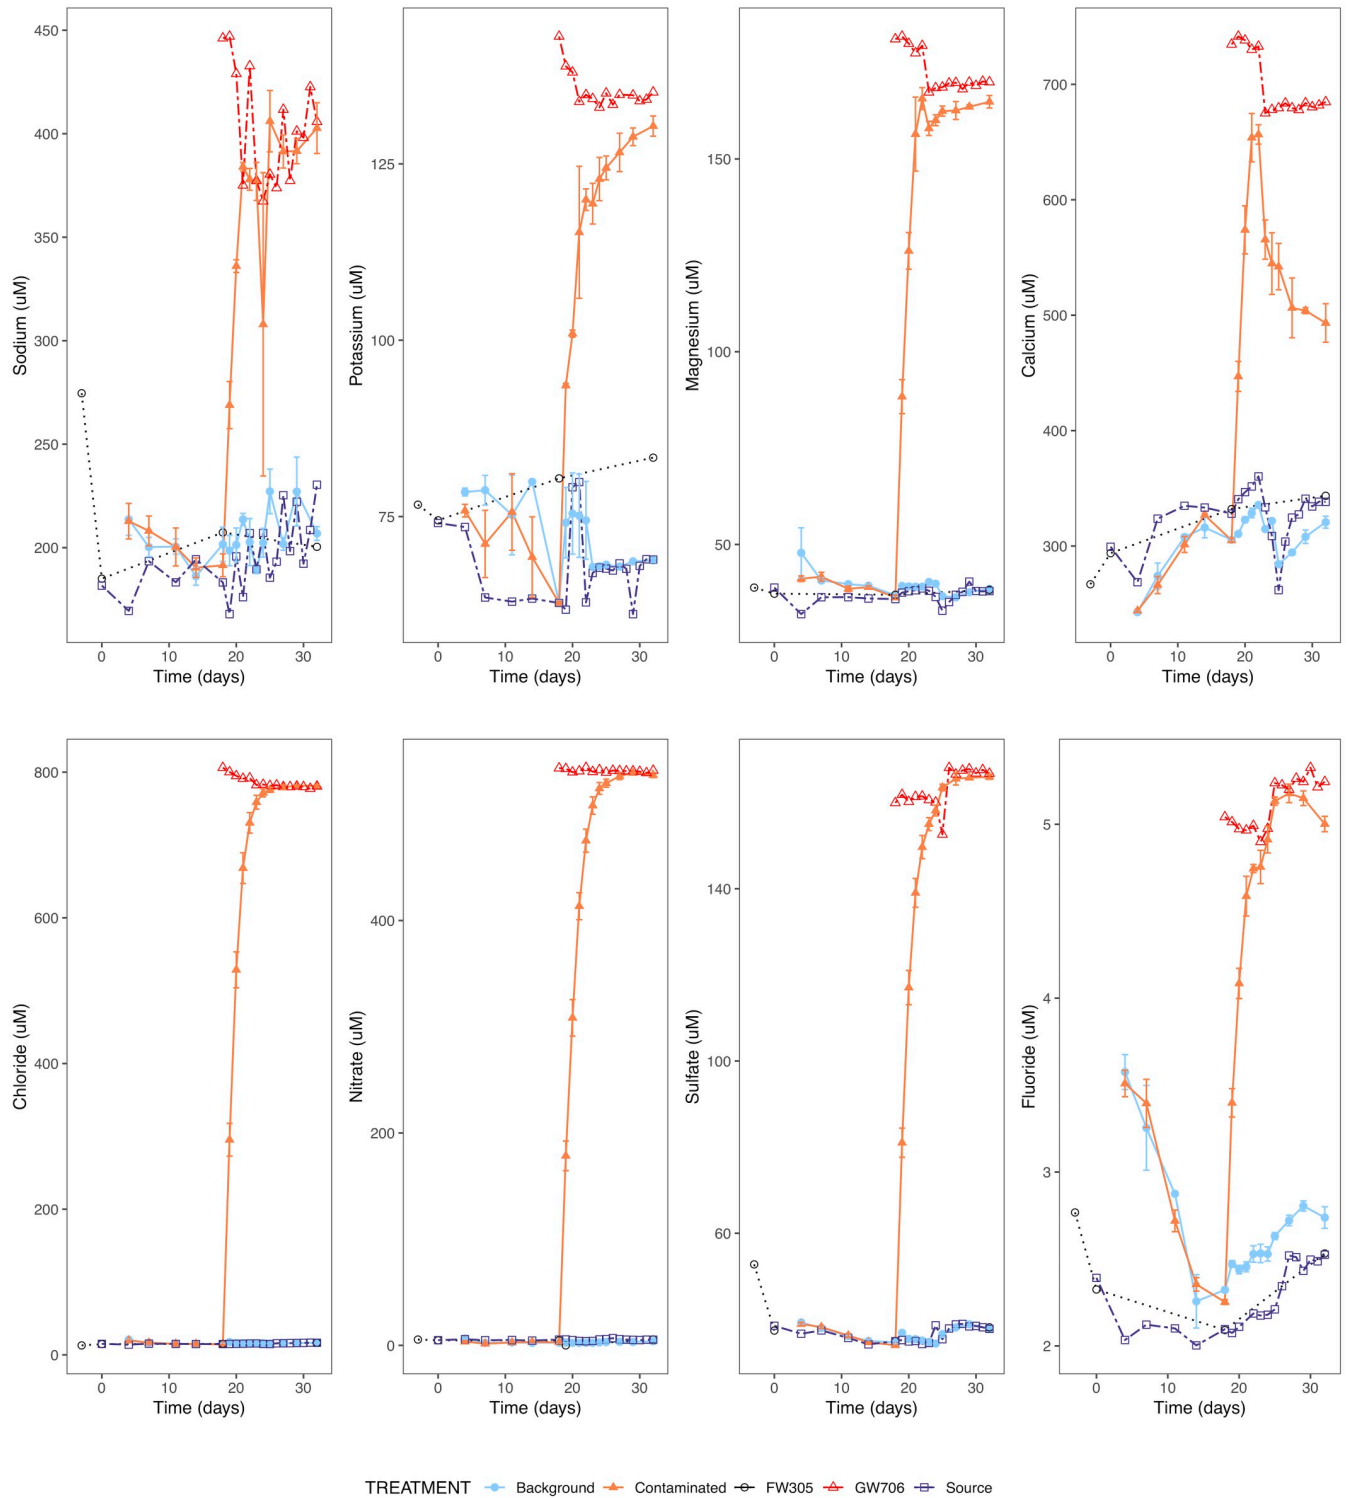 450
400
350
300
250
200
Sodium (uM)
0 10 20 30
Time (days)
125
100
75
Potassium (uM)
0 10 20 30
Time (days)
150
100
50
Magnesium (uM)
0 10 20 30
Time (days)
700
600
500
400
300
Calcium (uM)
0 10 20 30
Time (days)
800
600
400
200
0
Chloride (uM)
0 10 20 30
Time (days)
400
200
0
Nitrate (uM)
0 10 20 30
Time (days)
140
100
60
Sulfate (uM)
0 10 20 30
Time (days)
5
4
3
2
Fluoride (uM)
0 10 20 30
Time (days)
TREATMENT Background Contaminated FW305 GW706 Source